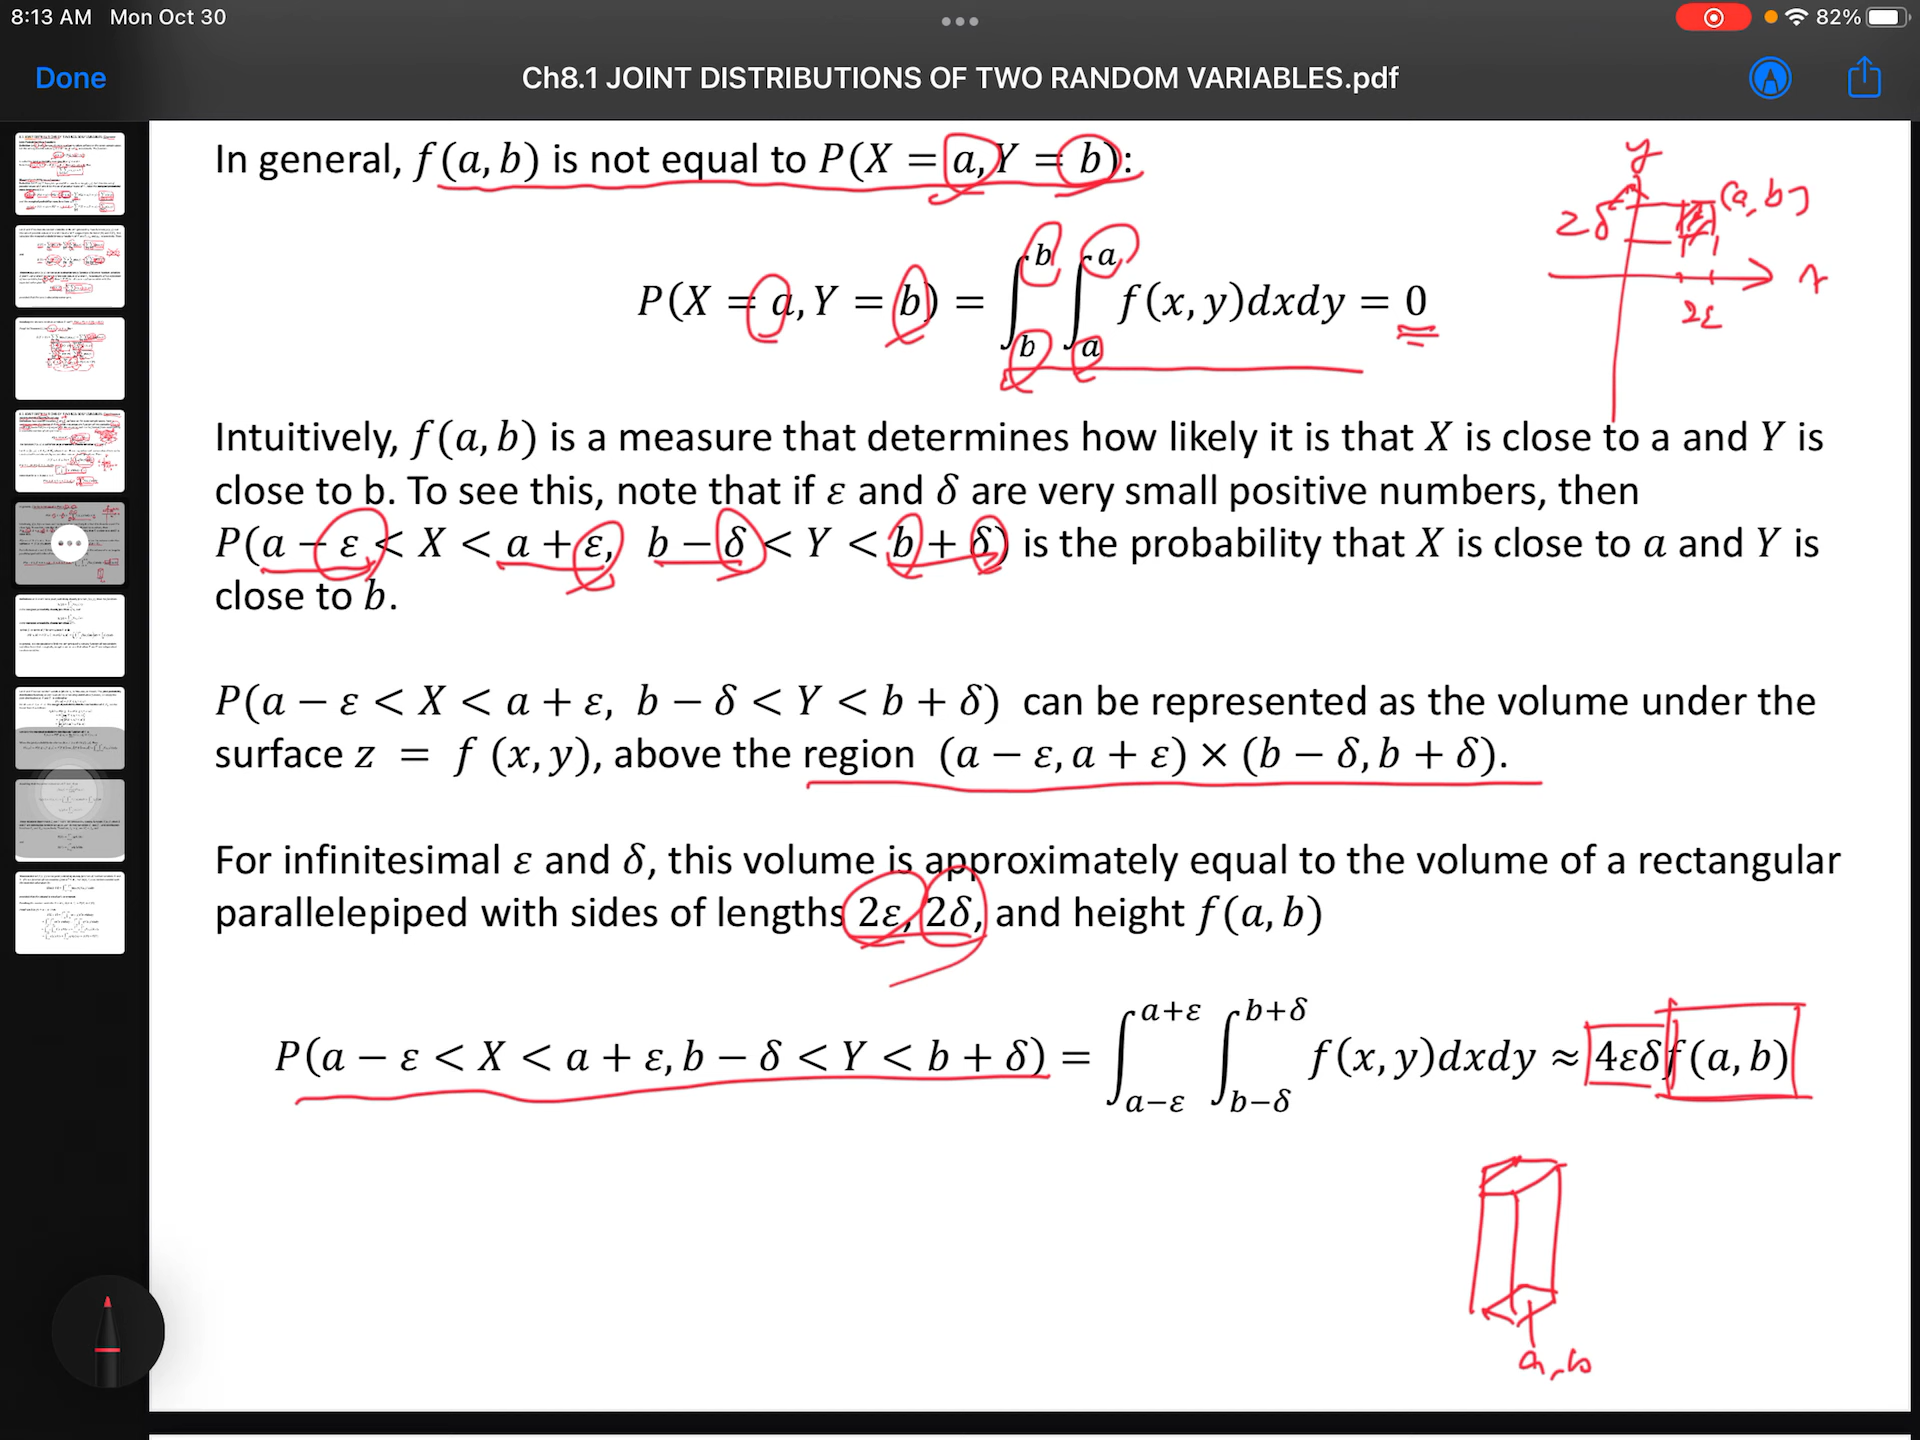 8:13 AM Mon Oct 30
82%
Done
Ch8.1 JOINT DISTRIBUTIONS OF TWO RANDOM VARIABLES.pdf
In general, f(a, b) is not equal to P(X = a, Y = b):
y
(a, b)
2δ
x
2ε
P(X = a, Y = b) = ∫_b^b ∫_a^a f(x, y)dxdy = 0
Intuitively, f(a, b) is a measure that determines how likely it is that X is close to a and Y is
close to b. To see this, note that if ε and δ are very small positive numbers, then
P(a − ε < X < a + ε, b − δ < Y < b + δ) is the probability that X is close to a and Y is
close to b.
P(a − ε < X < a + ε, b − δ < Y < b + δ) can be represented as the volume under the
surface z = f (x, y), above the region (a − ε, a + ε) × (b − δ, b + δ).
For infinitesimal ε and δ, this volume is approximately equal to the volume of a rectangular
parallelepiped with sides of lengths 2ε, 2δ, and height f(a, b)
P(a − ε < X < a + ε, b − δ < Y < b + δ) = ∫_{a−ε}^{a+ε} ∫_{b−δ}^{b+δ} f(x, y)dxdy ≈ 4εδf(a, b)
a, b